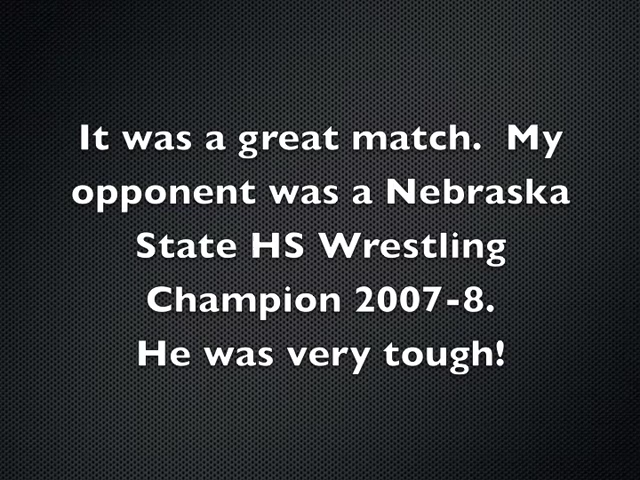 It was a great match.  My
opponent was a Nebraska
State HS Wrestling
Champion 2007-8.
He was very tough!